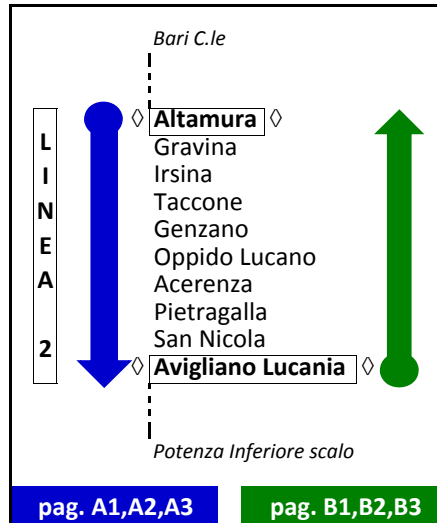 Bari C.le
LINEA 2
◊ Altamura ◊
Gravina
Irsina
Taccone
Genzano
Oppido Lucano
Acerenza
Pietragalla
San Nicola
◊ Avigliano Lucania ◊
Potenza Inferiore scalo
pag. A1,A2,A3
pag. B1,B2,B3